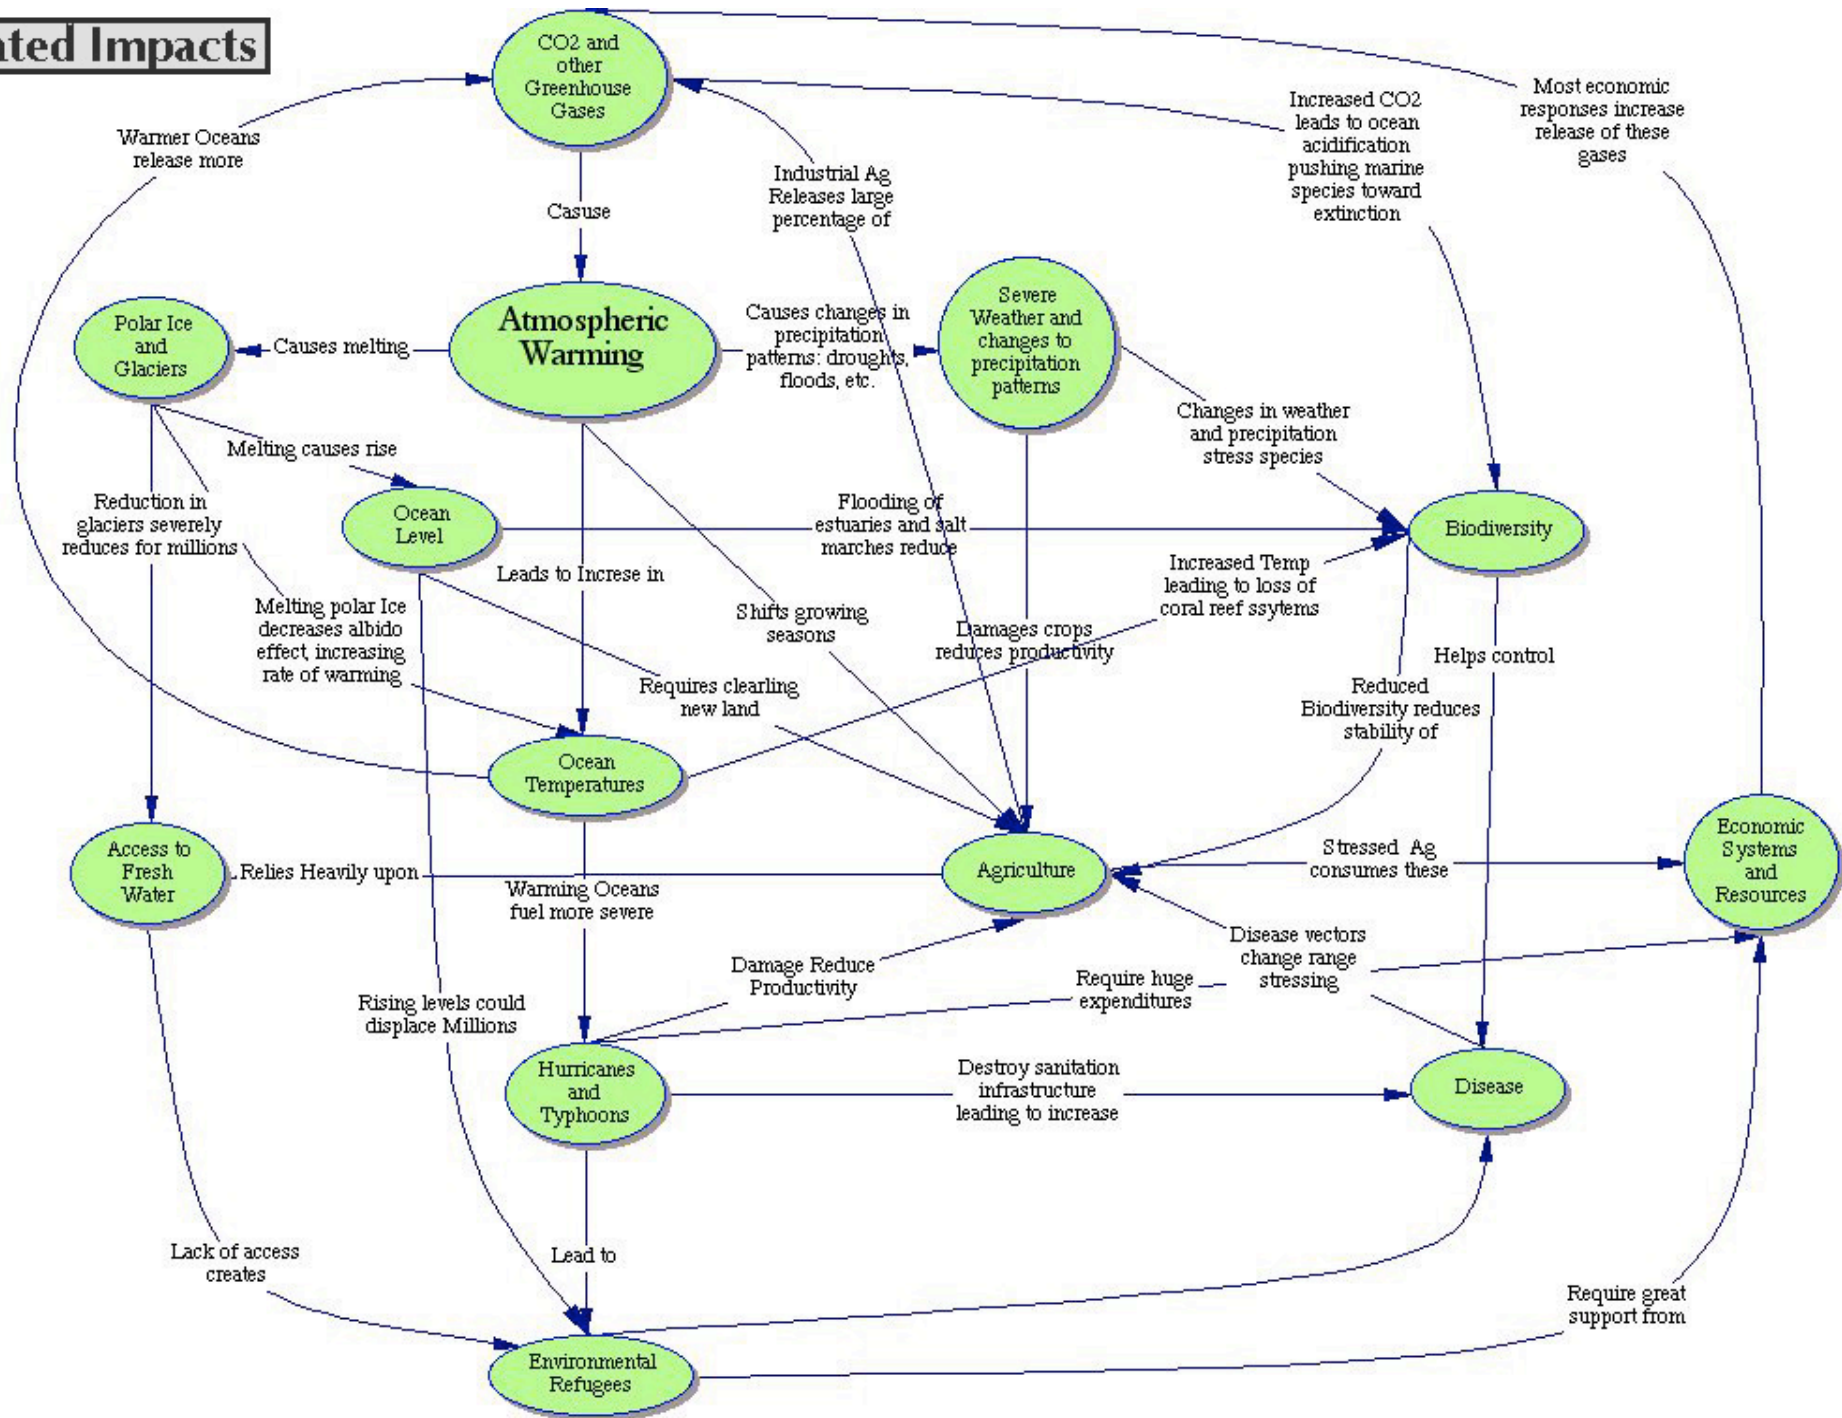 ated Impacts
CO2 and
other
Greenhouse
Gases
Most economic
responses increase
release of these
gases
Increased CO2
leads to ocean
acidification
pushing marine
species toward
extinction
Warmer Oceans
release more
Industrial Ag
Releases large
percentage of
Casuse
Polar Ice
and
Glaciers
Causes melting
Atmospheric
Warming
Causes changes in
precipitation
patterns: droughts,
floods, etc.
Severe
Weather and
changes to
precipitation
patterns
Changes in weather
and precipitation
stress species
Melting causes rise
Reduction in
glaciers severely
reduces for millions
Ocean
Level
Flooding of
estuaries and salt
marches reduce
Biodiversity
Leads to Increse in
Increased Temp
leading to loss of
coral reef ssytems
Melting polar Ice
decreases albido
effect, increasing
rate of warming
Shifts growing
seasons
Damages crops
reduces productivity
Helps control
Requires clearling
new land
Reduced
Biodiversity reduces
stability of
Ocean
Temperatures
Access to
Fresh
Water
Relies Heavily upon
Agriculture
Stressed Ag
consumes these
Economic
Systems
and
Resources
Warming Oceans
fuel more severe
Damage Reduce
Productivity
Disease vectors
change range
stressing
Require huge
expenditures
Rising levels could
displace Millions
Hurricanes
and
Typhoons
Destroy sanitation
infrastructure
leading to increase
Disease
Lack of access
creates
Lead to
Require great
support from
Environmental
Refugees